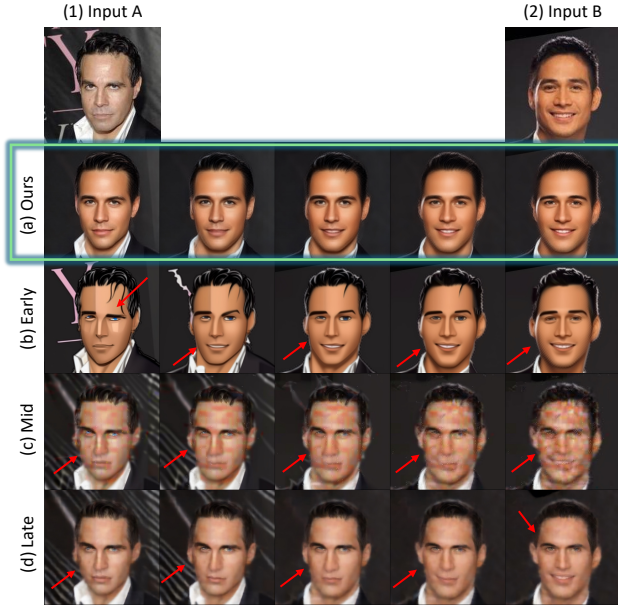 (1) Input A
(2) Input B
(a) Ours
(b) Early
(c) Mid
(d) Late